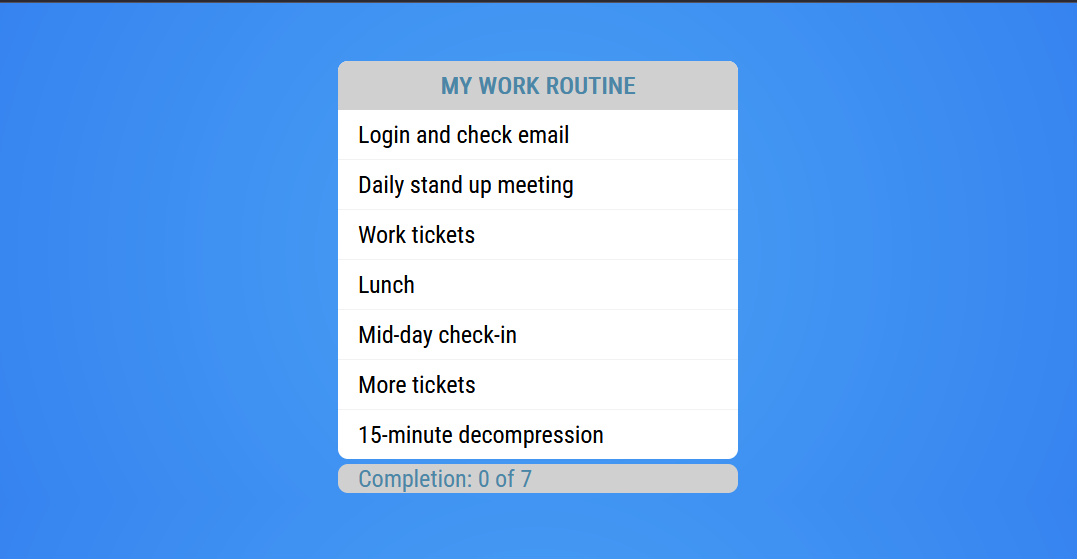 MY WORK ROUTINE
Login and check email
Daily stand up meeting
Work tickets
Lunch
Mid-day check-in
More tickets
15-minute decompression
Completion: 0 of 7